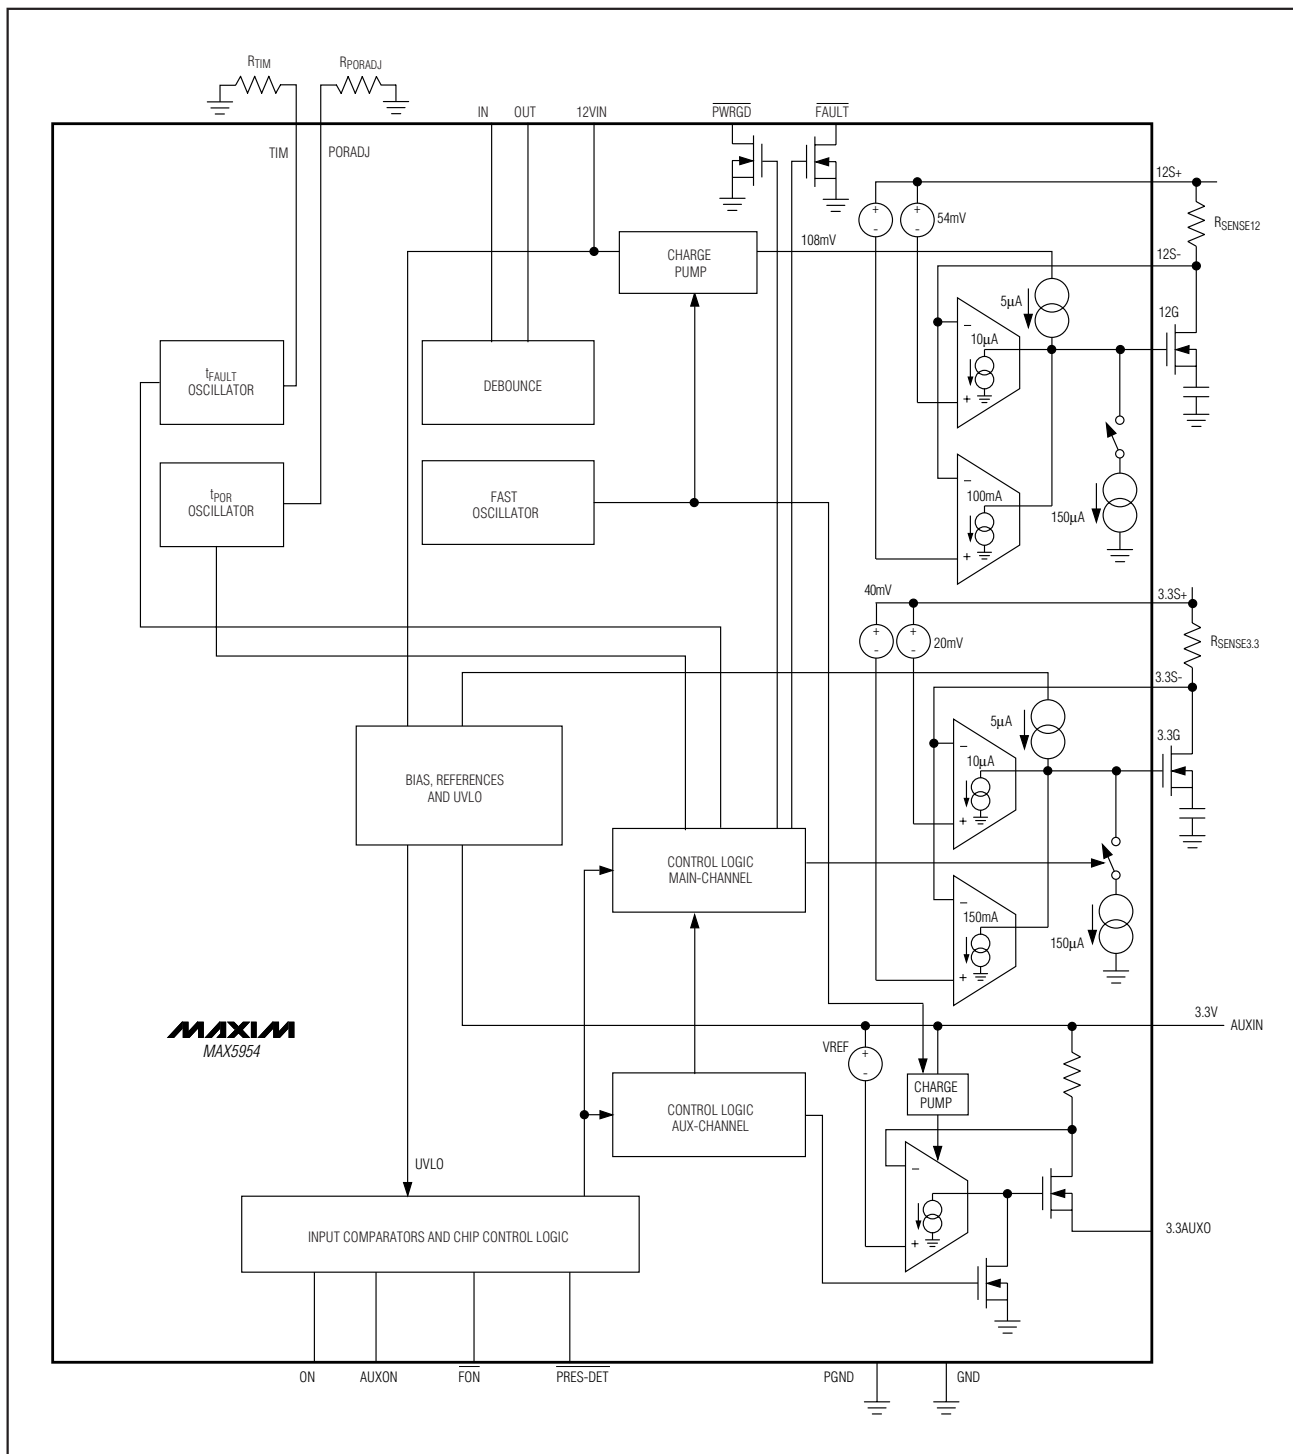 RTIM
RPORADJ
IN
OUT
12VIN
PWRGD
FAULT
TIM
PORADJ
12S+
54mV
RSENSE12
108mV
CHARGE
PUMP
12S-
5µA
12G
–
10µA
+
tFAULT
OSCILLATOR
DEBOUNCE
tPOR
OSCILLATOR
FAST
OSCILLATOR
–
100mA
+
150µA
40mV
3.3S+
20mV
RSENSE3.3
3.3S-
5µA
3.3G
–
10µA
+
BIAS, REFERENCES
AND UVLO
CONTROL LOGIC
MAIN-CHANNEL
–
150mA
+
150µA
MAXIM
MAX5954
3.3V
AUXIN
VREF
+
-
CHARGE
PUMP
CONTROL LOGIC
AUX-CHANNEL
UVLO
–
+
INPUT COMPARATORS AND CHIP CONTROL LOGIC
3.3AUXO
ON
AUXON
FON
PRES-DET
PGND
GND